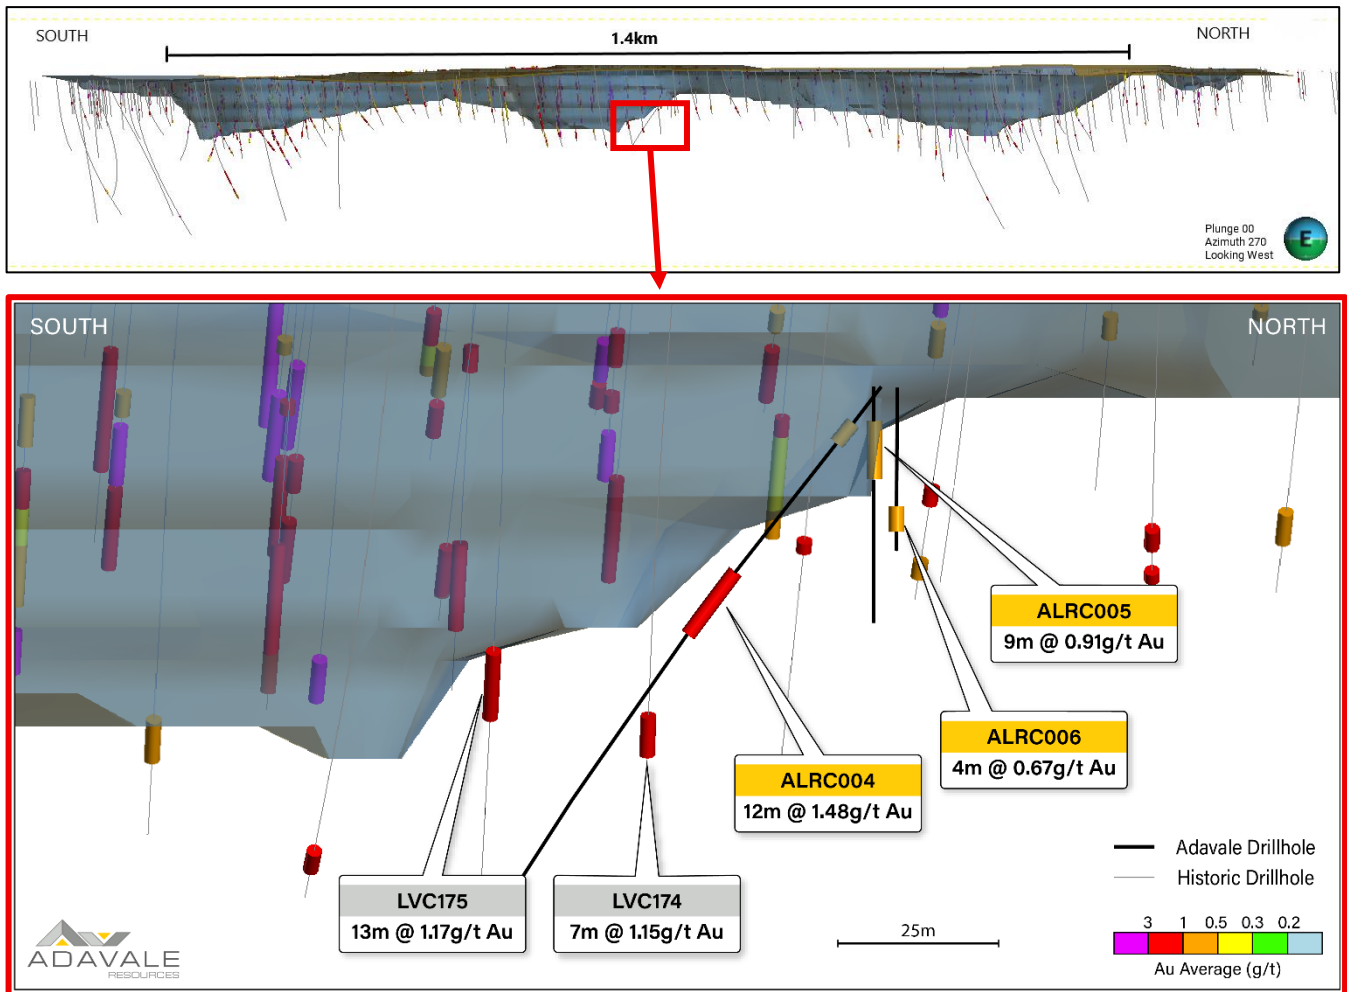 SOUTH
1.4km
NORTH
Plunge 00
Azimuth 270
Looking West
E
SOUTH
NORTH
ALRC005
9m @ 0.91g/t Au
ALRC006
4m @ 0.67g/t Au
ALRC004
12m @ 1.48g/t Au
LVC175
13m @ 1.17g/t Au
LVC174
7m @ 1.15g/t Au
Adavale Drillhole
Historic Drillhole
25m
3 1 0.5 0.3 0.2
Au Average (g/t)
ADAVALE
RESOURCES